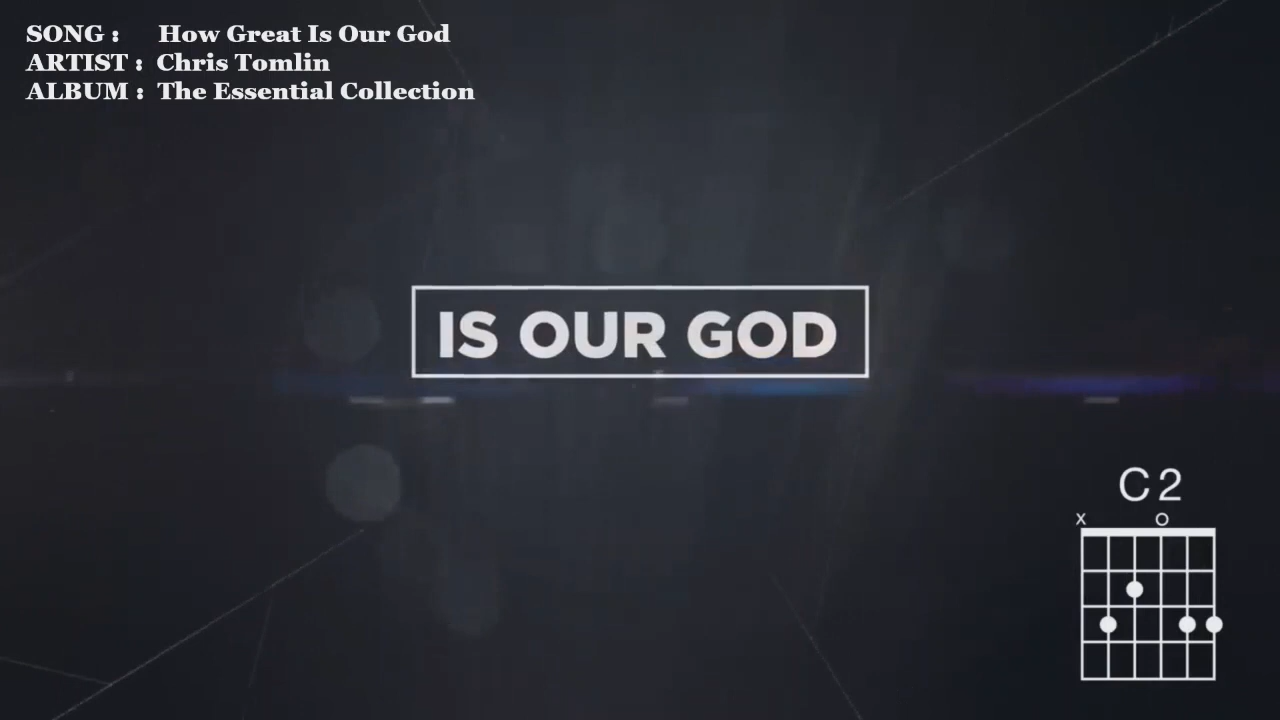 SONG : How Great Is Our God
ARTIST : Chris Tomlin
ALBUM : The Essential Collection
IS OUR GOD
C2
x o